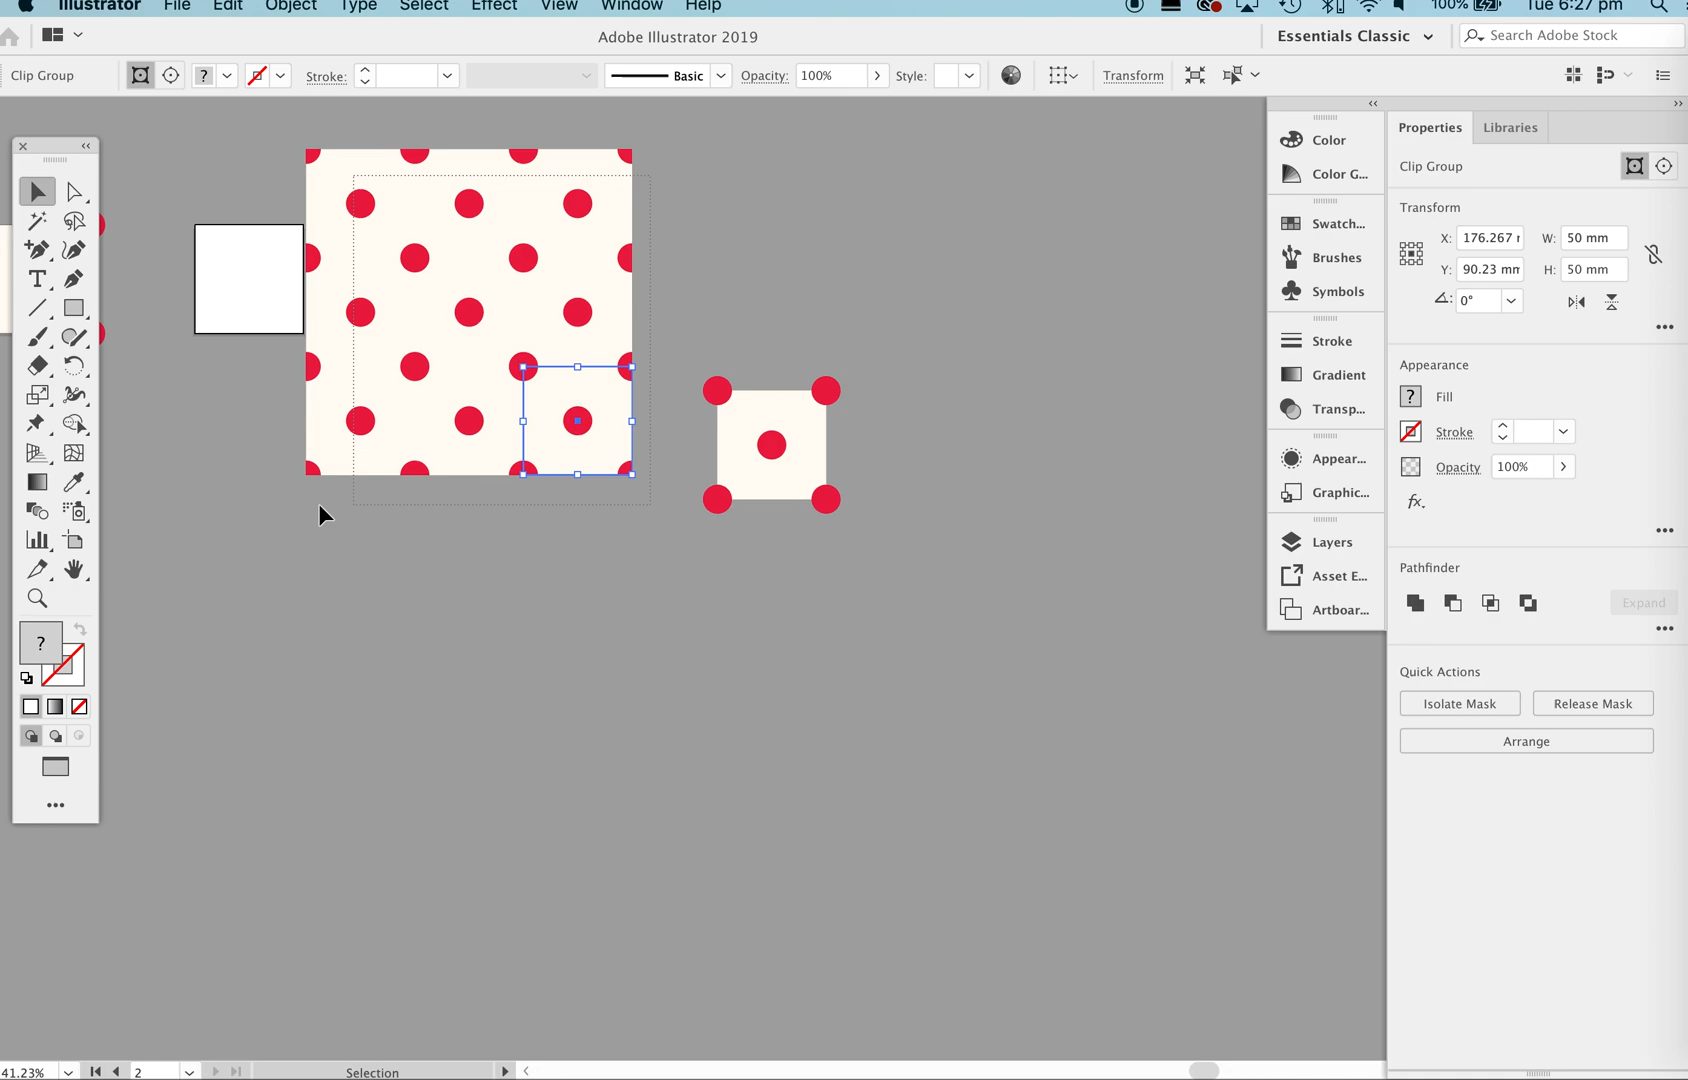 Illustrator File Edit Object Type Select Effect View Window Help 100% Tue 6:27 pm
Adobe Illustrator 2019 Essentials Classic Search Adobe Stock
Clip Group ? Stroke: Basic Opacity: 100% Style: Transform
Properties Libraries
Clip Group
Transform
X: 176.267 W: 50 mm
Y: 90.23 mm H: 50 mm
0°
Appearance
? Fill
Stroke
Opacity 100%
fx
Pathfinder
Expand
Quick Actions
Isolate Mask Release Mask
Arrange
Color
Color G...
Swatch...
Brushes
Symbols
Stroke
Gradient
Transp...
Appear...
Graphic...
Layers
Asset E...
Artboar...
T
?
41.23% 2 Selection